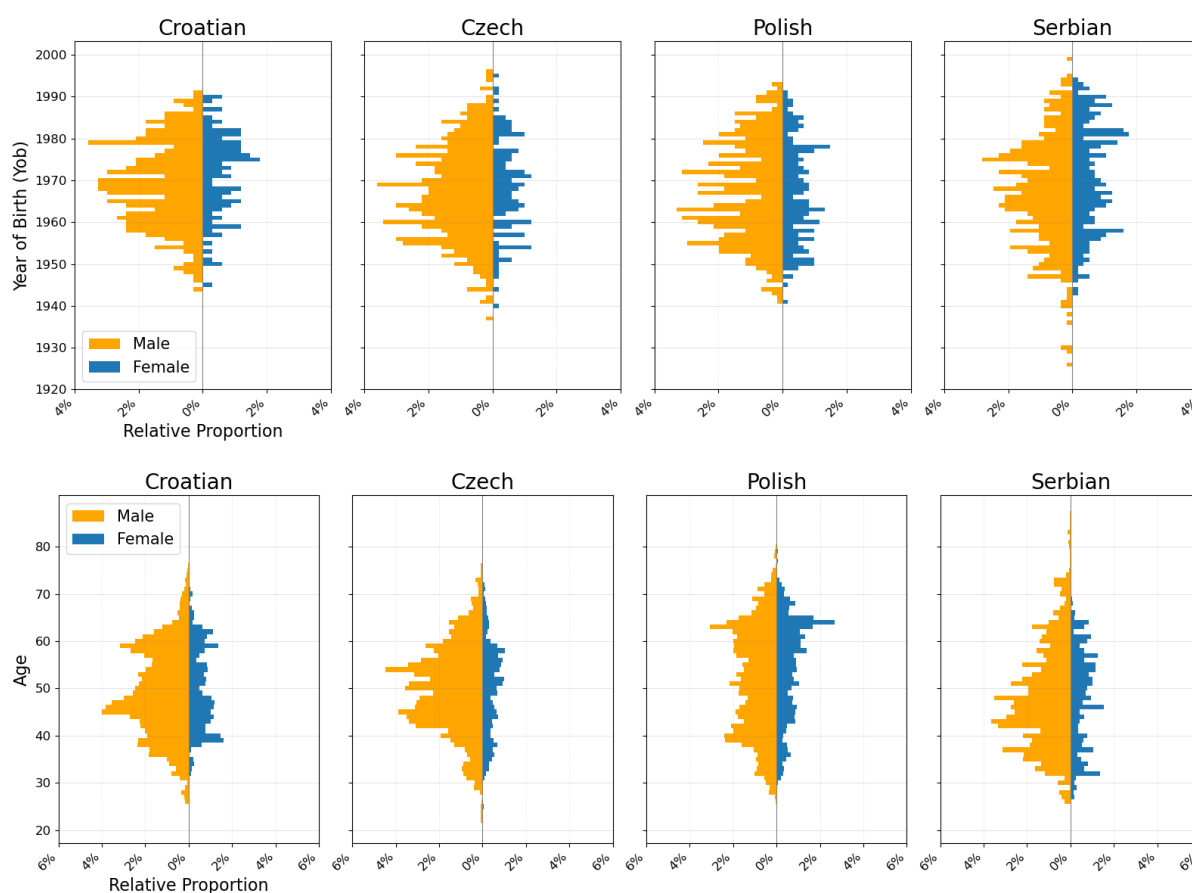 Croatian Czech Polish Serbian
2000
1990
1980
1970
1960
1950
1940
1930
1920
Year of Birth (Yob)
Male
Female
4% 2% 0% 2% 4% 4% 2% 0% 2% 4% 4% 2% 0% 2% 4% 4% 2% 0% 2% 4%
Relative Proportion
Croatian Czech Polish Serbian
Male
Female
80
70
60
50
40
30
20
Age
6% 4% 2% 0% 2% 4% 6% 6% 4% 2% 0% 2% 4% 6% 6% 4% 2% 0% 2% 4% 6% 6% 4% 2% 0% 2% 4% 6%
Relative Proportion